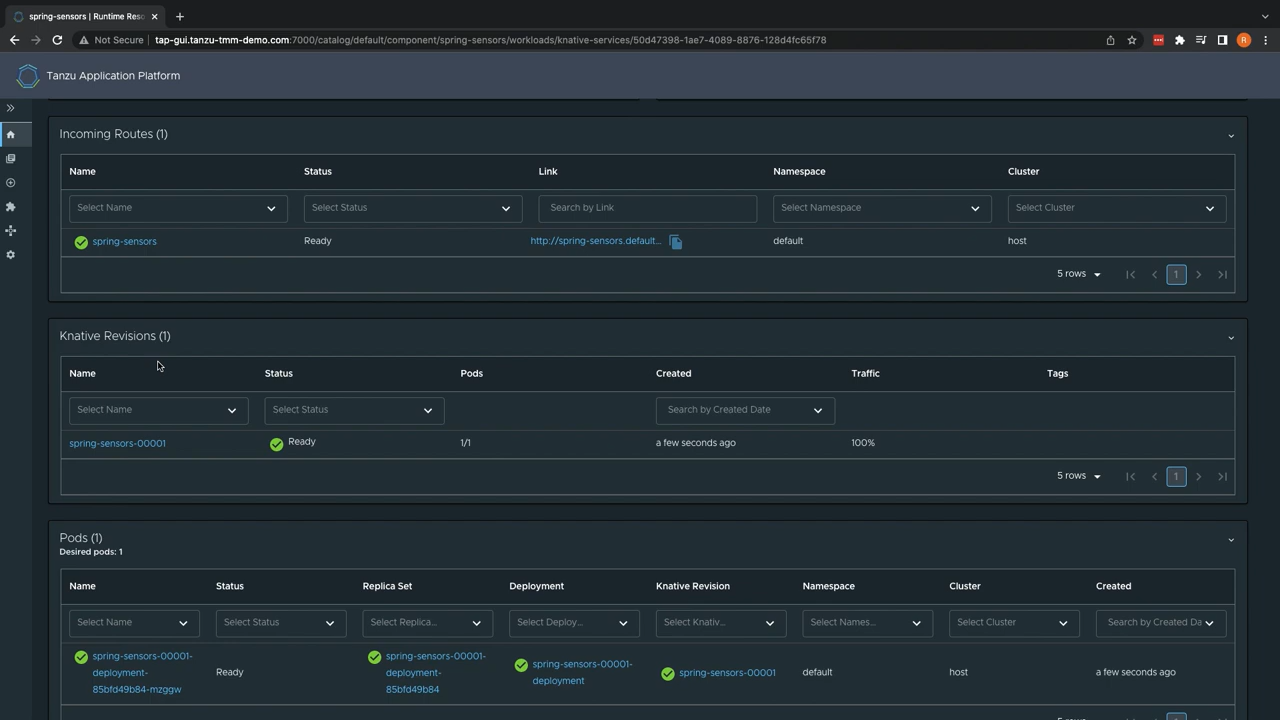 spring-sensors | Runtime Reso
Not Secure
tap-gui.tanzu-tmm-demo.com:7000/catalog/default/component/spring-sensors/workloads/knative-services/50d47398-1ae7-4089-8876-128d4fc65f78
R
Tanzu Application Platform
Incoming Routes (1)
Name Status Link Namespace Cluster
Select Name Select Status Search by Link Select Namespace Select Cluster
spring-sensors Ready http://spring-sensors.default... default host
5 rows 1
Knative Revisions (1)
Name Status Pods Created Traffic Tags
Select Name Select Status Search by Created Date
spring-sensors-00001 Ready 1/1 a few seconds ago 100%
5 rows 1
Pods (1)
Desired pods: 1
Name Status Replica Set Deployment Knative Revision Namespace Cluster Created
Select Name Select Status Select Replica... Select Deploy... Select Knativ... Select Names... Select Cluster Search by Created Da
spring-sensors-00001-
deployment-
85bfd49b84-mzggw
Ready
spring-sensors-00001-
deployment-
85bfd49b84
spring-sensors-00001-
deployment
spring-sensors-00001
default
host
a few seconds ago